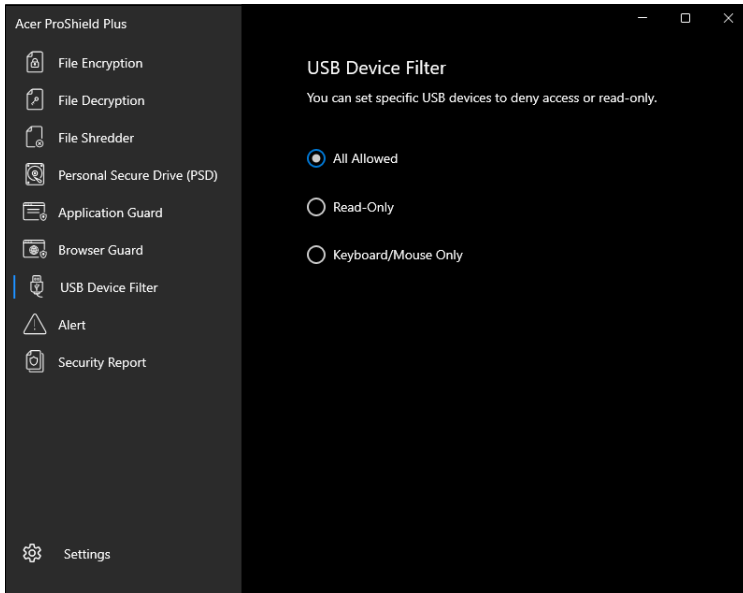 Acer ProShield Plus
File Encryption
File Decryption
File Shredder
Personal Secure Drive (PSD)
Application Guard
Browser Guard
USB Device Filter
Alert
Security Report
Settings
USB Device Filter
You can set specific USB devices to deny access or read-only.
All Allowed
Read-Only
Keyboard/Mouse Only